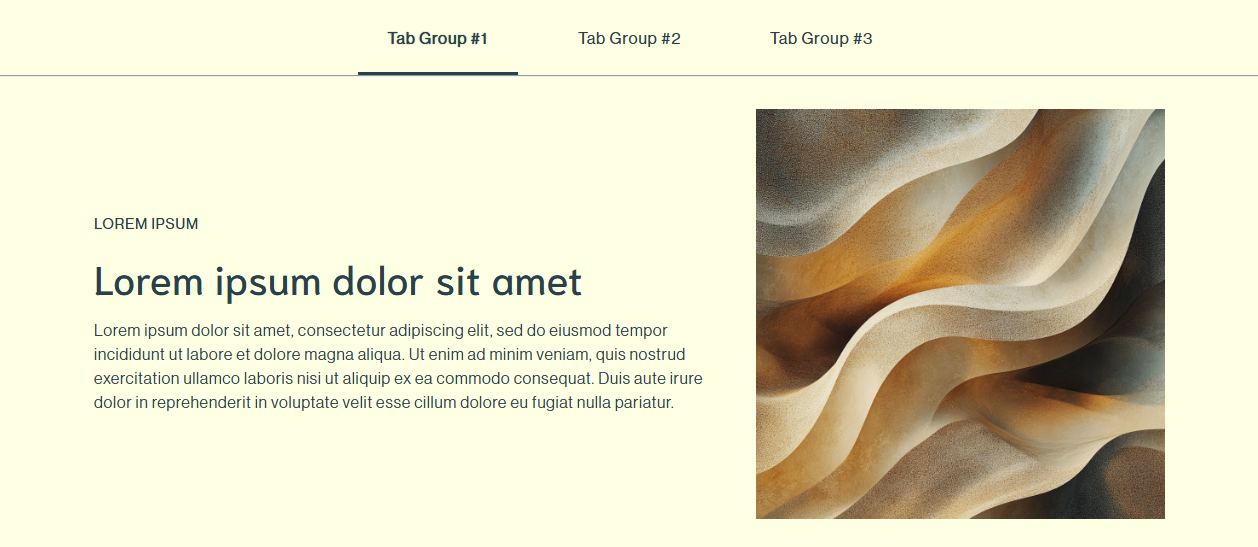 Tab Group #1
Tab Group #2
Tab Group #3
LOREM IPSUM
Lorem ipsum dolor sit amet
Lorem ipsum dolor sit amet, consectetur adipiscing elit, sed do eiusmod tempor
incididunt ut labore et dolore magna aliqua. Ut enim ad minim veniam, quis nostrud
exercitation ullamco laboris nisi ut aliquip ex ea commodo consequat. Duis aute irure
dolor in reprehenderit in voluptate velit esse cillum dolore eu fugiat nulla pariatur.